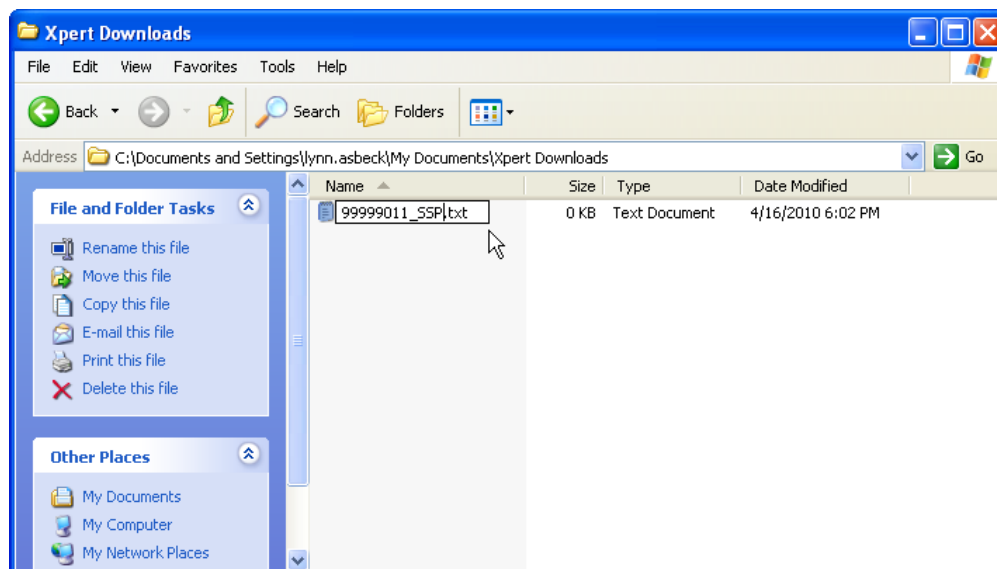 Xpert Downloads
File Edit View Favorites Tools Help
Back Search Folders
Address C:\Documents and Settings\lynn.asbeck\My Documents\Xpert Downloads Go
Name Size Type Date Modified
99999011_SSP.txt 0 KB Text Document 4/16/2010 6:02 PM
File and Folder Tasks
Rename this file
Move this file
Copy this file
E-mail this file
Print this file
Delete this file
Other Places
My Documents
My Computer
My Network Places